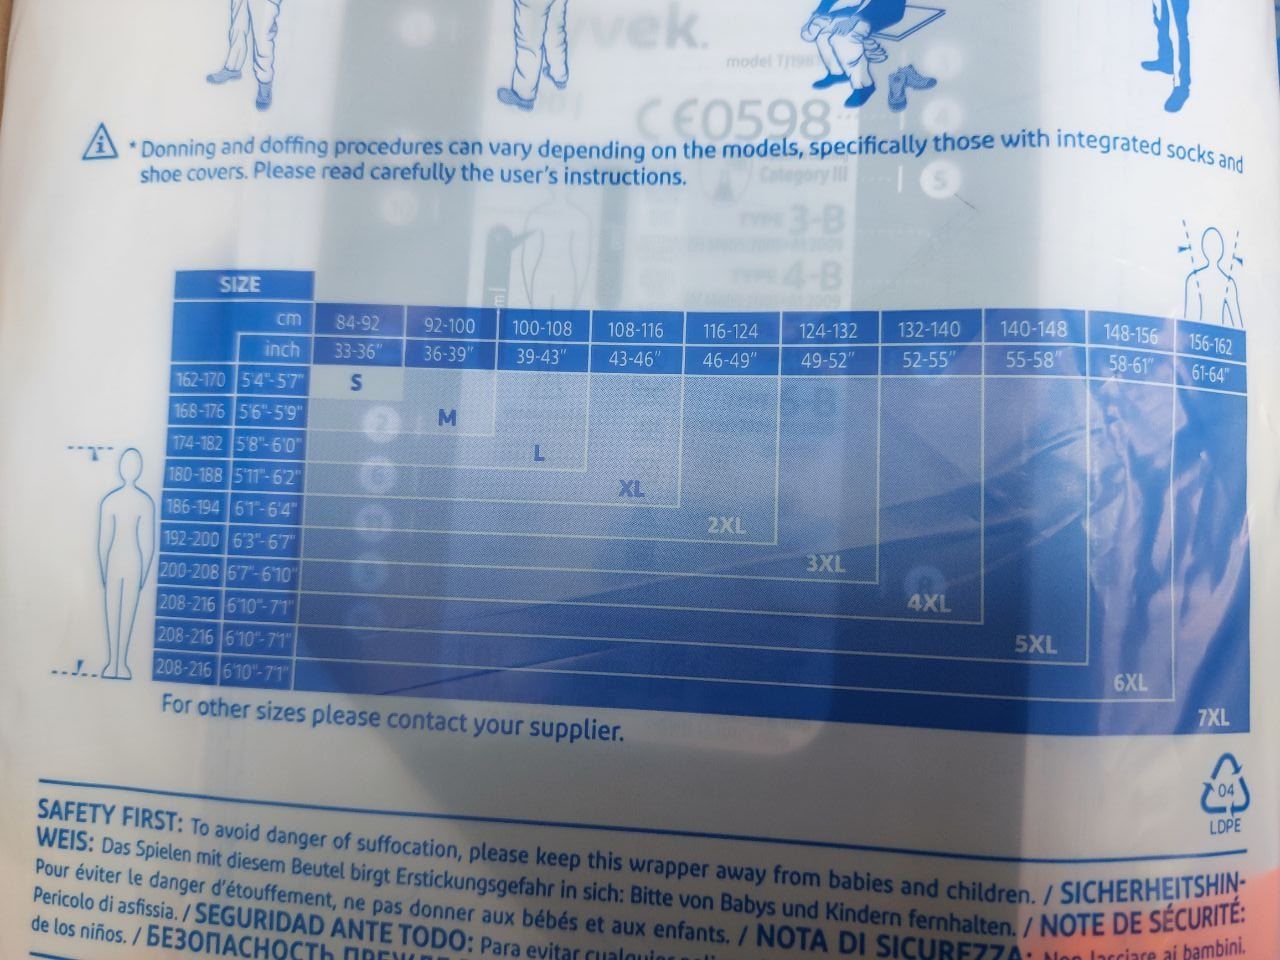 vek.
model
CE0598
* Donning and doffing procedures can vary depending on the models, specifically those with integrated socks and
shoe covers. Please read carefully the user's instructions.
Category III
5
TYPE 3-B
TYPE 4-B
SIZE
cm 84-92 92-100 100-108 108-116 116-124 124-132 132-140 140-148 148-156 156-162
inch 33-36" 36-39" 39-43" 43-46" 46-49" 49-52" 52-55" 55-58" 58-61" 61-64"
162-170 5'4"-5'7" S
168-176 5'6"-5'9" M
174-182 5'8"-6'0" L
180-188 5'11"-6'2" XL
186-194 6'1"-6'4" 2XL
192-200 6'3"-6'7" 3XL
200-208 6'7"-6'10" 4XL
208-216 6'10"-7'1" 5XL
208-216 6'10"-7'1" 6XL
208-216 6'10"-7'1" 7XL
For other sizes please contact your supplier.
04
LDPE
SAFETY FIRST: To avoid danger of suffocation, please keep this wrapper away from babies and children. / SICHERHEITSHIN-
WEIS: Das Spielen mit diesem Beutel birgt Erstickungsgefahr in sich: Bitte von Babys und Kindern fernhalten. / NOTE DE SÉCURITÉ:
Pour éviter le danger d'étouffement, ne pas donner aux bébés et aux enfants. / NOTA DI SICUREZZA: Non lasciare ai bambini.
Pericolo di asfissia. / SEGURIDAD ANTE TODO: Para evitar cualquier
de los niños. / БЕЗОПАСНОСТЬ